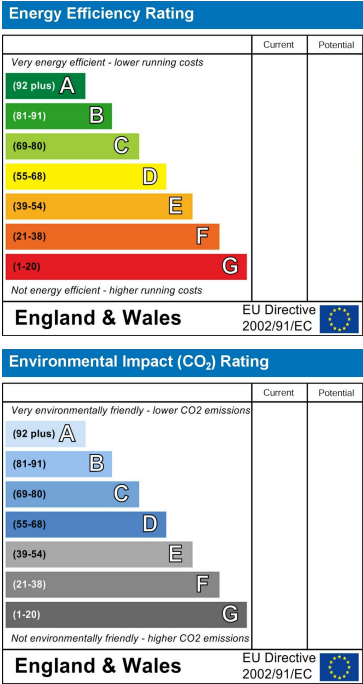 Energy Efficiency Rating
Current Potential
Very energy efficient - lower running costs
(92 plus) A
(81-91) B
(69-80) C
(55-68) D
(39-54) E
(21-38) F
(1-20) G
Not energy efficient - higher running costs
England & Wales
EU Directive
2002/91/EC
Environmental Impact (CO₂) Rating
Current Potential
Very environmentally friendly - lower CO2 emissions
(92 plus) A
(81-91) B
(69-80) C
(55-68) D
(39-54) E
(21-38) F
(1-20) G
Not environmentally friendly - higher CO2 emissions
England & Wales
EU Directive
2002/91/EC